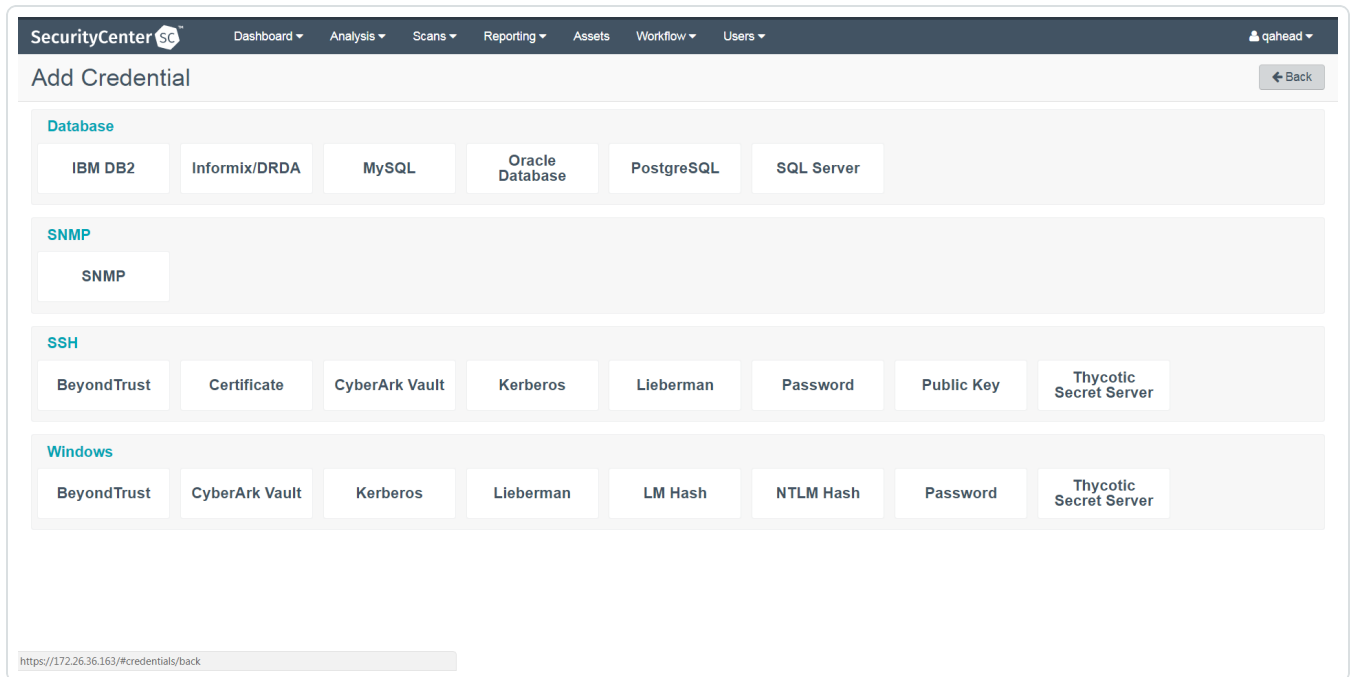 SecurityCenter SC™ Dashboard Analysis Scans Reporting Assets Workflow Users qahead
Add Credential Back
Database
IBM DB2 Informix/DRDA MySQL Oracle Database PostgreSQL SQL Server
SNMP
SNMP
SSH
BeyondTrust Certificate CyberArk Vault Kerberos Lieberman Password Public Key Thycotic Secret Server
Windows
BeyondTrust CyberArk Vault Kerberos Lieberman LM Hash NTLM Hash Password Thycotic Secret Server
https://172.26.36.163/#credentials/back